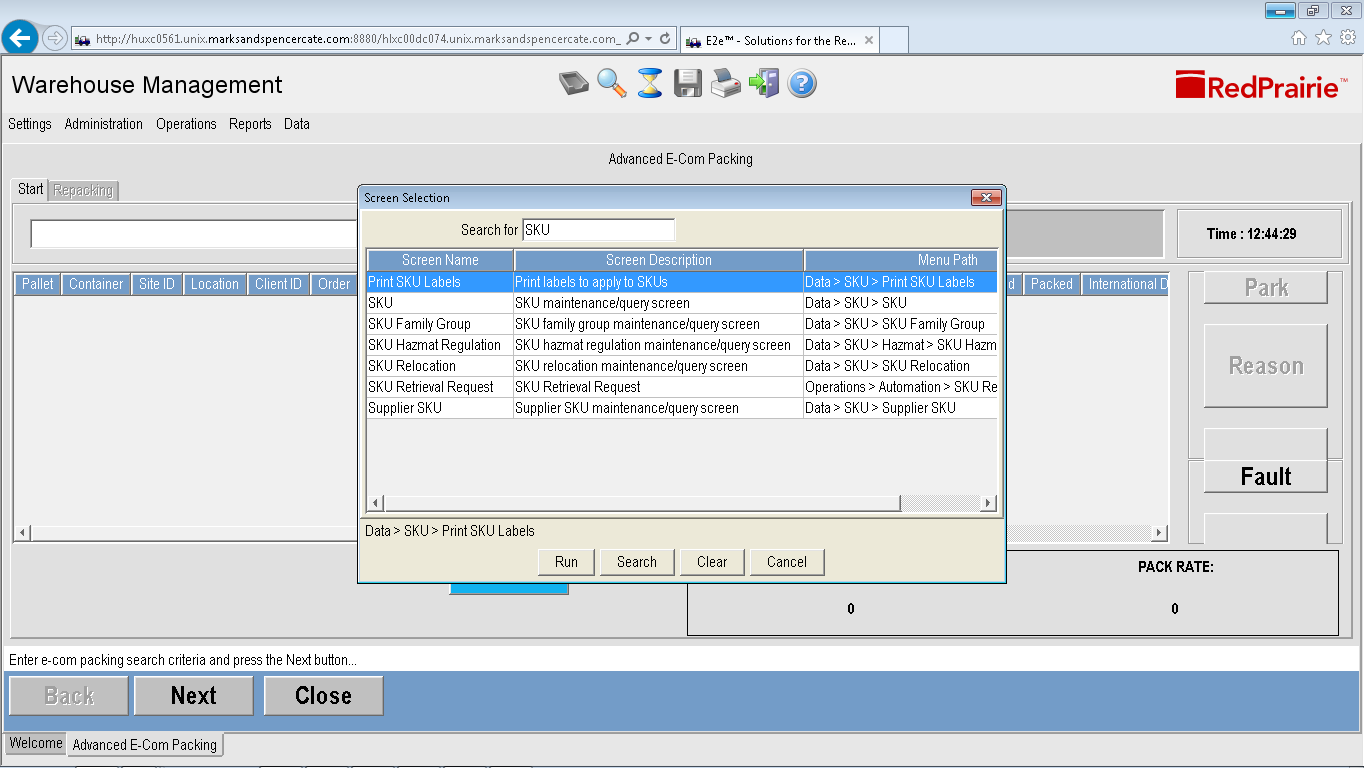 http://huxc0561.unix.marksandspencercate.com:8880/hlxc00dc074.unix.marksandspencercate.com_
E2e™ - Solutions for the Re...
Warehouse Management
RedPrairie™
Settings Administration Operations Reports Data
Advanced E-Com Packing
Start Repacking
Time : 12:44:29
Pallet Container Site ID Location Client ID Order
d Packed International D
Screen Selection
Search for SKU
Screen Name Screen Description Menu Path
Print SKU Labels Print labels to apply to SKUs Data > SKU > Print SKU Labels
SKU SKU maintenance/query screen Data > SKU > SKU
SKU Family Group SKU family group maintenance/query screen Data > SKU > SKU Family Group
SKU Hazmat Regulation SKU hazmat regulation maintenance/query screen Data > SKU > Hazmat > SKU Hazm
SKU Relocation SKU relocation maintenance/query screen Data > SKU > SKU Relocation
SKU Retrieval Request SKU Retrieval Request Operations > Automation > SKU Re
Supplier SKU Supplier SKU maintenance/query screen Data > SKU > Supplier SKU
Data > SKU > Print SKU Labels
Run Search Clear Cancel
Park
Reason
Fault
PACK RATE:
0 0
Enter e-com packing search criteria and press the Next button...
Back Next Close
Welcome Advanced E-Com Packing